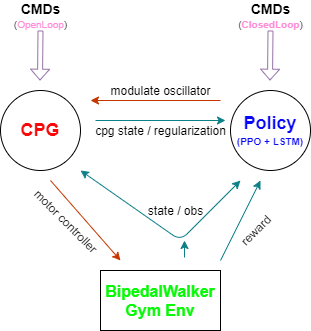 CMDs
(OpenLoop)
CMDs
(ClosedLoop)
modulate oscillator
CPG
cpg state / regularization
Policy
(PPO + LSTM)
motor controller
state / obs
reward
BipedalWalker
Gym Env